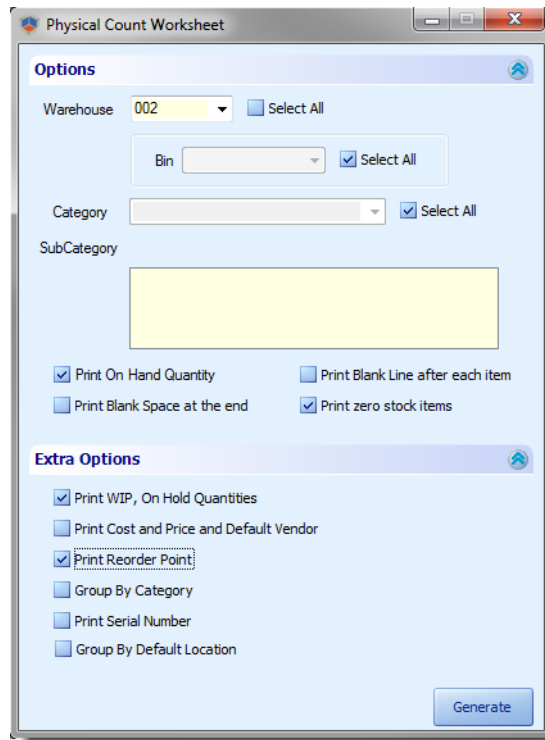 Physical Count Worksheet
Options
Warehouse 002 Select All
Bin Select All
Category Select All
SubCategory
Print On Hand Quantity Print Blank Line after each item
Print Blank Space at the end Print zero stock items
Extra Options
Print WIP, On Hold Quantities
Print Cost and Price and Default Vendor
Print Reorder Point
Group By Category
Print Serial Number
Group By Default Location
Generate